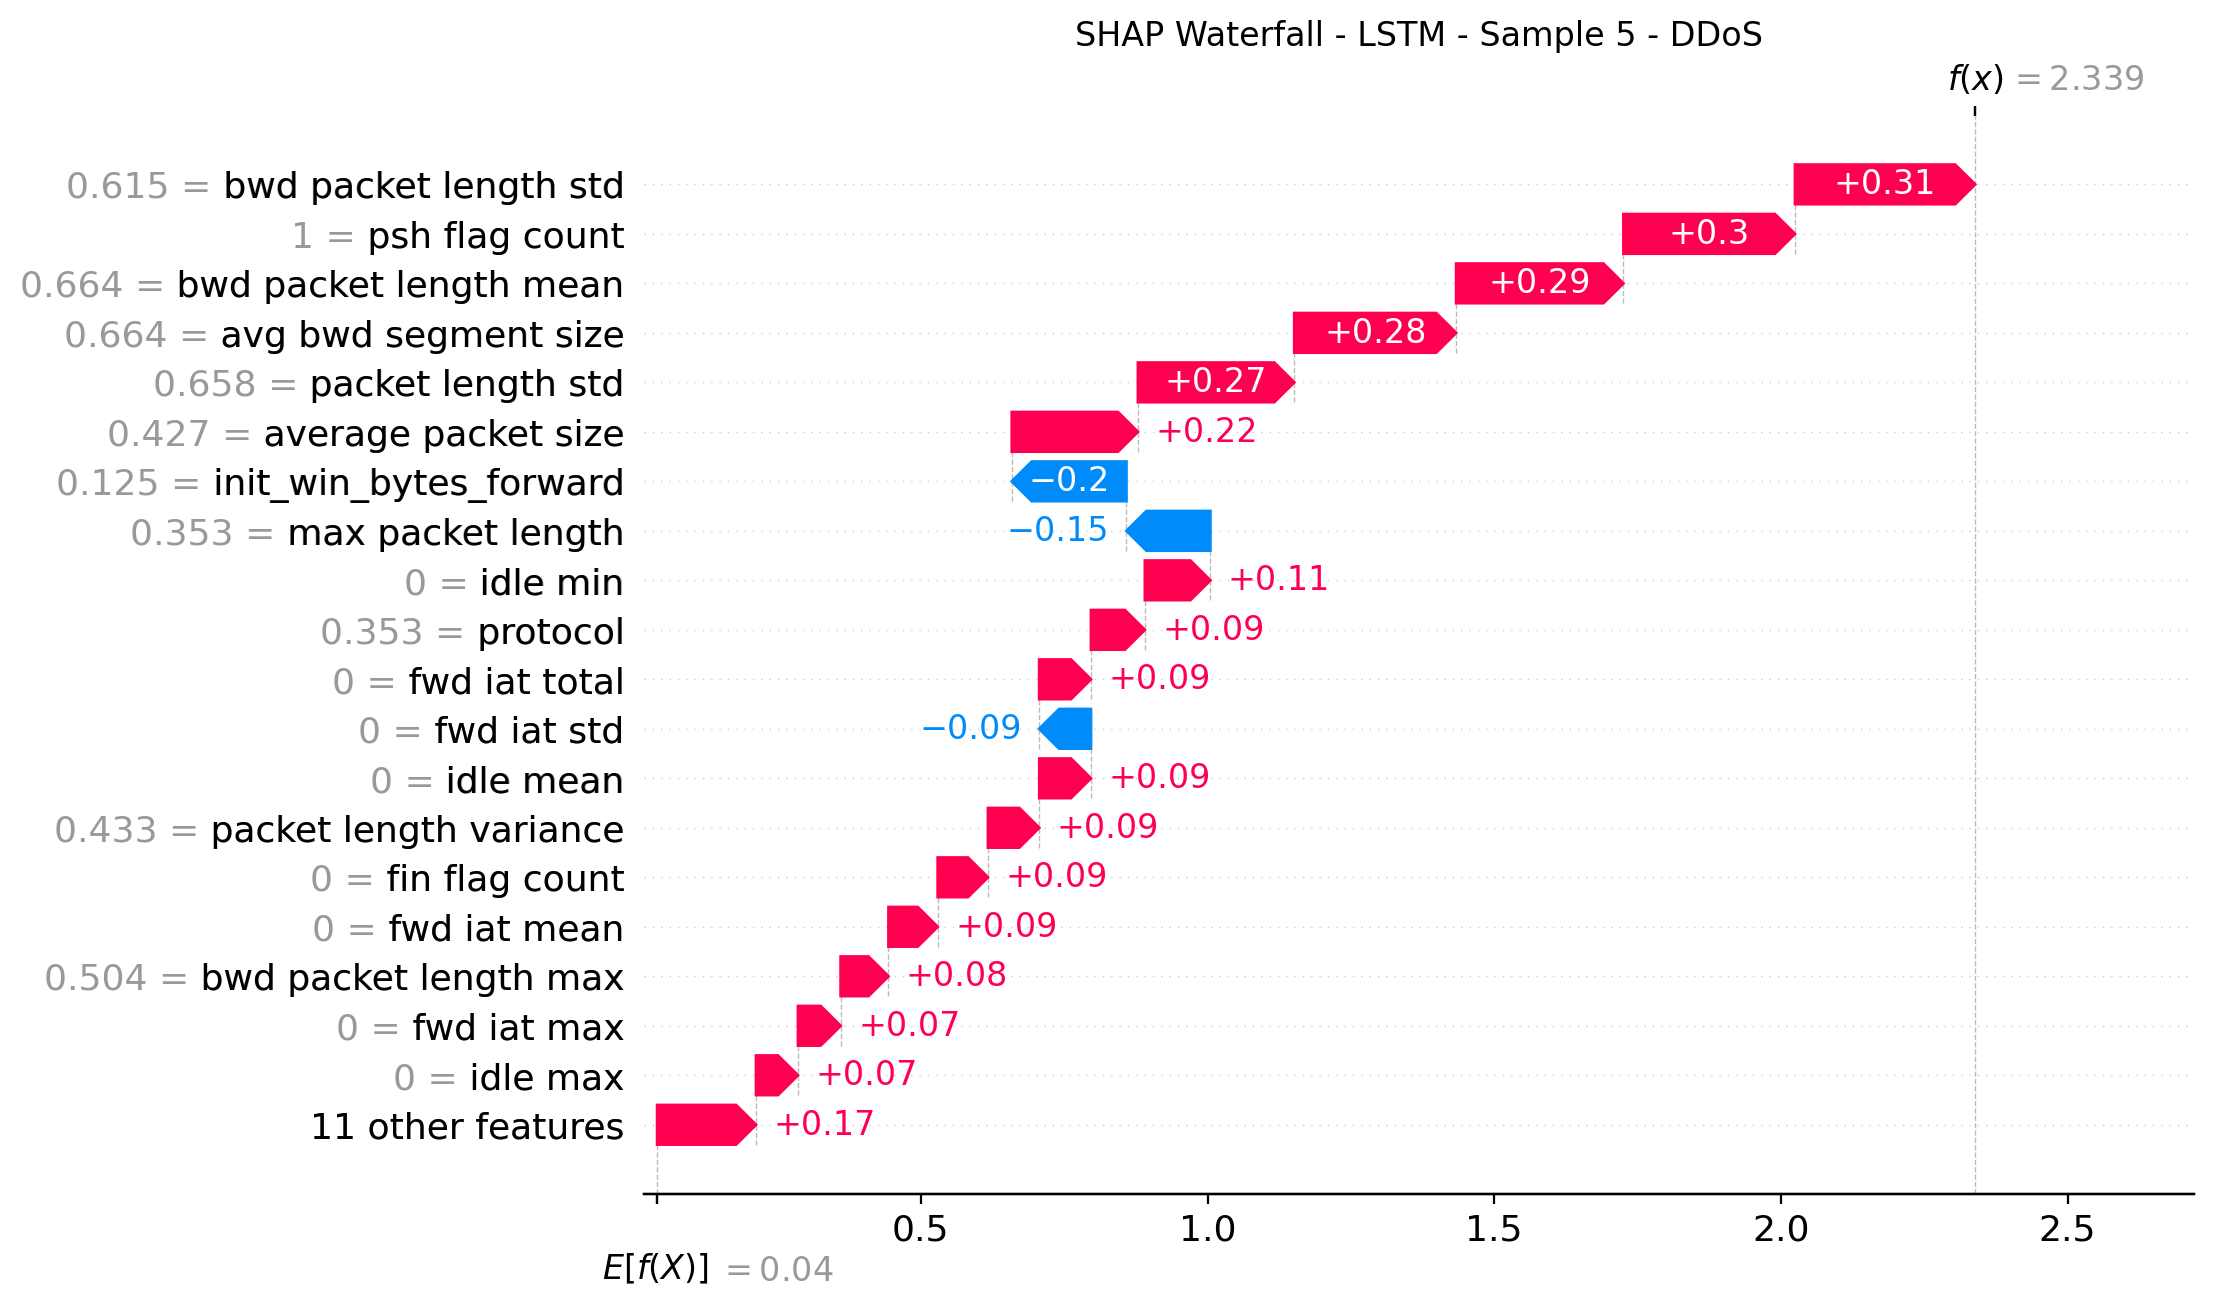 SHAP Waterfall - LSTM - Sample 5 - DDoS
f(x) = 2.339
0.615 = bwd packet length std +0.31
1 = psh flag count +0.3
0.664 = bwd packet length mean +0.29
0.664 = avg bwd segment size +0.28
0.658 = packet length std +0.27
0.427 = average packet size +0.22
0.125 = init_win_bytes_forward −0.2
0.353 = max packet length −0.15
0 = idle min +0.11
0.353 = protocol +0.09
0 = fwd iat total +0.09
0 = fwd iat std −0.09
0 = idle mean +0.09
0.433 = packet length variance +0.09
0 = fin flag count +0.09
0 = fwd iat mean +0.09
0.504 = bwd packet length max +0.08
0 = fwd iat max +0.07
0 = idle max +0.07
11 other features +0.17
0.5 1.0 1.5 2.0 2.5
E[f(X)] = 0.04